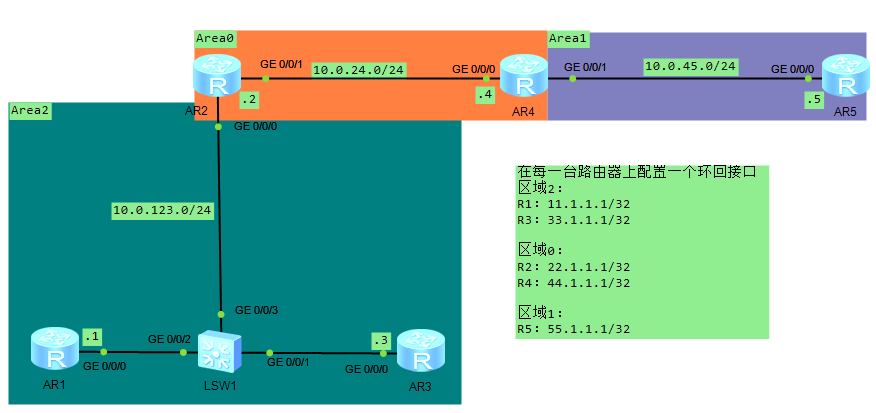 Area0
Area1
GE 0/0/1
10.0.24.0/24
GE 0/0/0
GE 0/0/1
10.0.45.0/24
GE 0/0/0
R
R
R
.2
.4
.5
AR2
AR4
AR5
Area2
GE 0/0/0
10.0.123.0/24
在每一台路由器上配置一个环回接口
区域2:
R1: 11.1.1.1/32
R3: 33.1.1.1/32
区域0:
R2: 22.1.1.1/32
R4: 44.1.1.1/32
区域1:
R5: 55.1.1.1/32
GE 0/0/3
.1
GE 0/0/2
.3
R
R
GE 0/0/0
GE 0/0/1
GE 0/0/0
AR1
LSW1
AR3